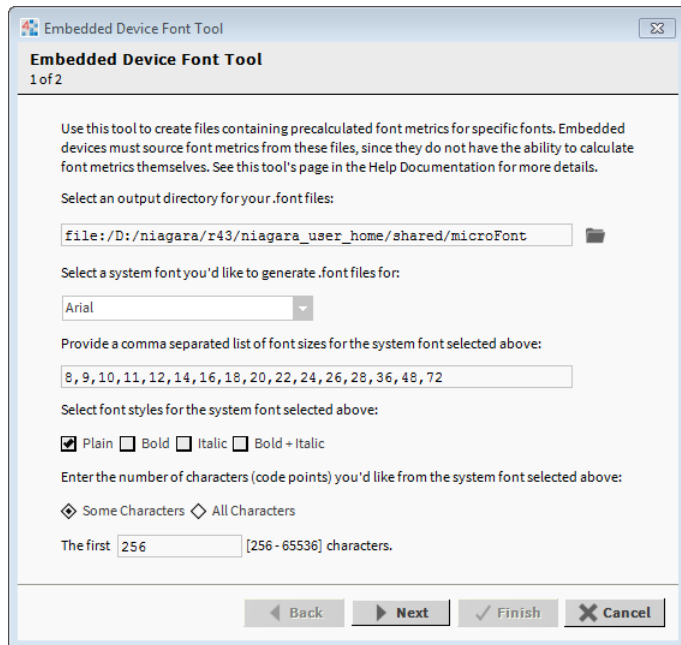 Embedded Device Font Tool
Embedded Device Font Tool
1 of 2
Use this tool to create files containing precalculated font metrics for specific fonts. Embedded
devices must source font metrics from these files, since they do not have the ability to calculate
font metrics themselves. See this tool's page in the Help Documentation for more details.
Select an output directory for your .font files:
file:/D:/niagara/r43/niagara_user_home/shared/microFont
Select a system font you'd like to generate .font files for:
Arial
Provide a comma separated list of font sizes for the system font selected above:
8,9,10,11,12,14,16,18,20,22,24,26,28,36,48,72
Select font styles for the system font selected above:
Plain Bold Italic Bold + Italic
Enter the number of characters (code points) you'd like from the system font selected above:
Some Characters All Characters
The first 256 [256 - 65536] characters.
Back Next Finish Cancel